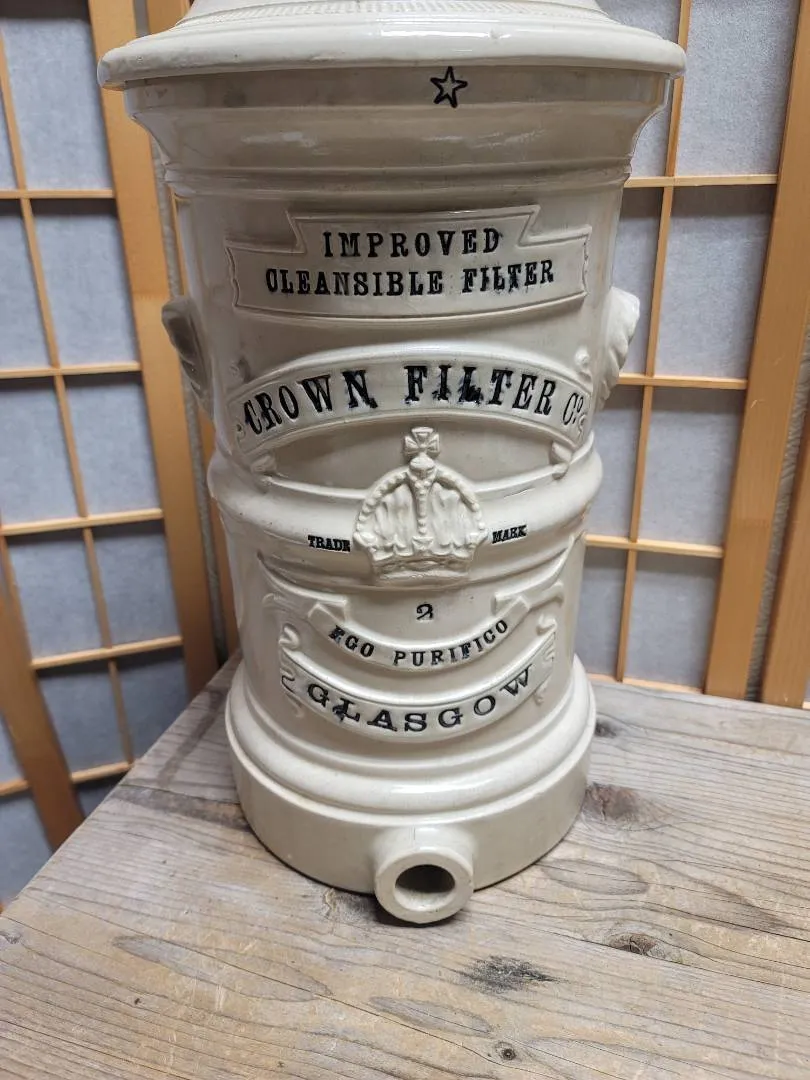 IMPROVED
CLEANSIBLE FILTER
CROWN FILTER Co
TRADE MARK
2
EGO PURIFICO
GLASGOW